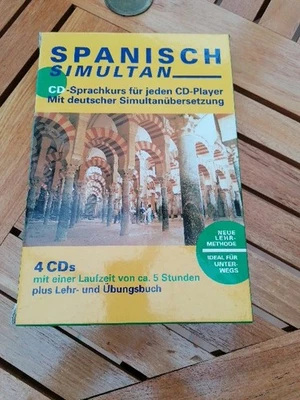 SPANISCH
SIMULTAN
CD-Sprachkurs für jeden CD-Player
Mit deutscher Simultanübersetzung
NEUE
LEHR-
METHODE
IDEAL FÜR
UNTER-
WEGS
4 CDs
mit einer Laufzeit von ca. 5 Stunden
plus Lehr- und Übungsbuch